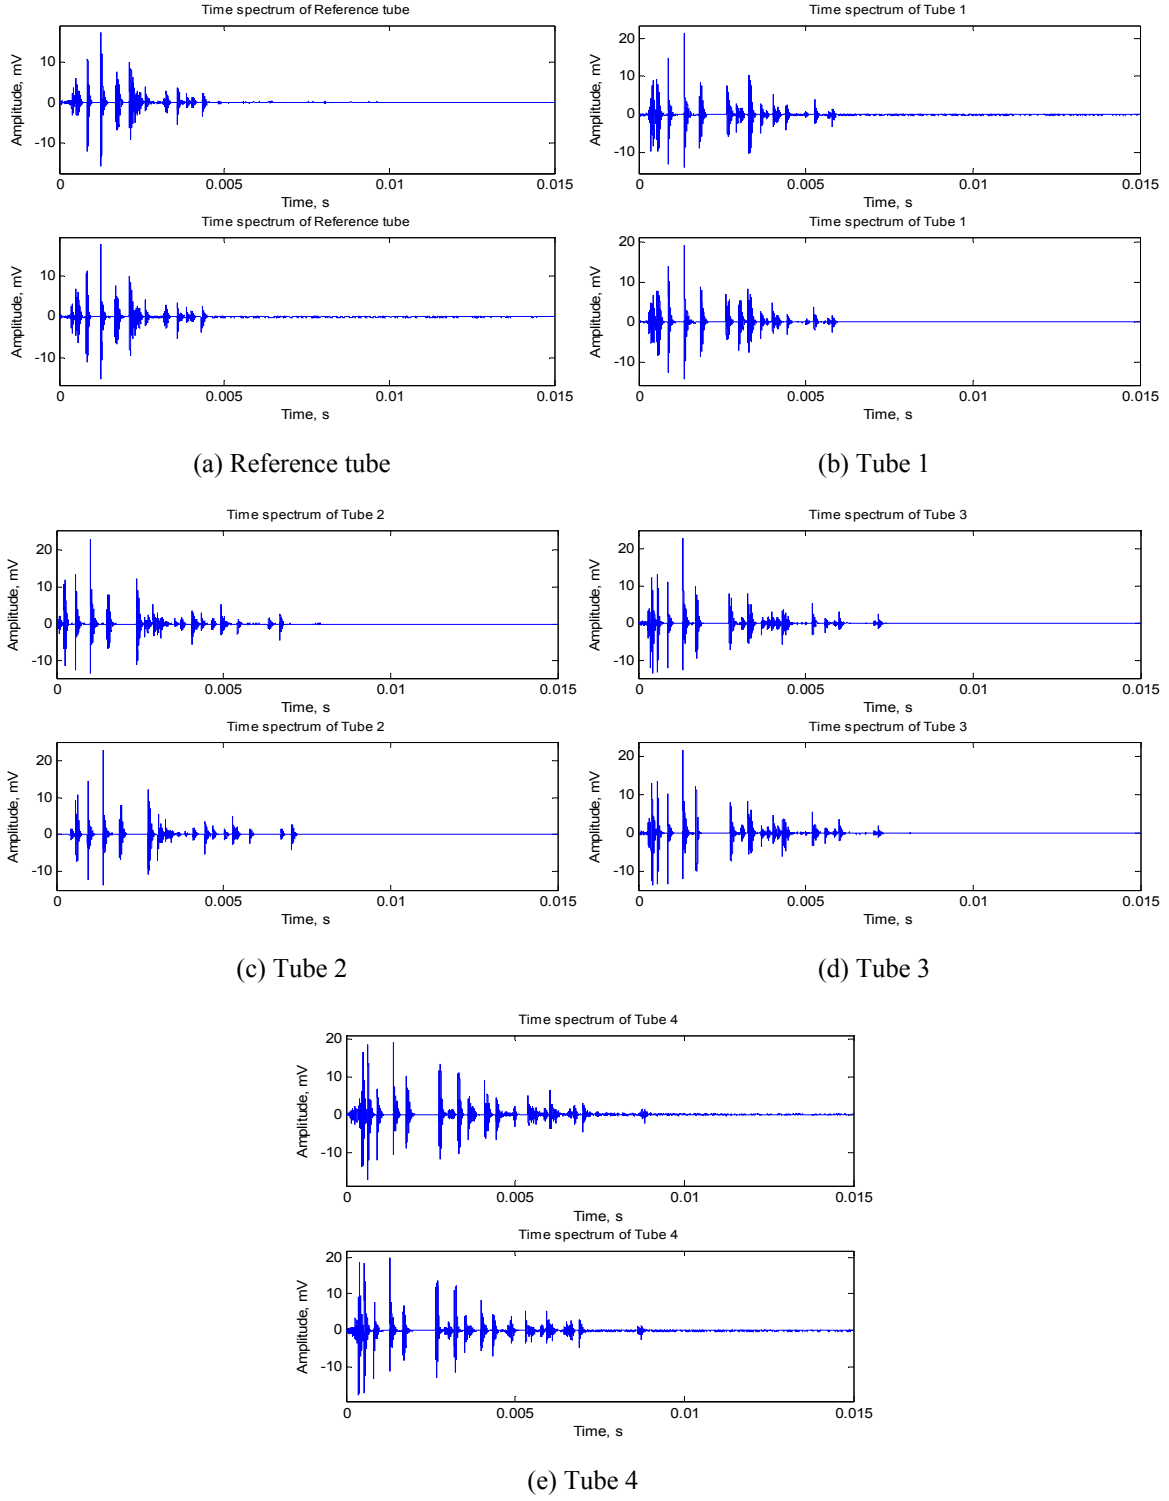 Time spectrum of Reference tube
Amplitude, mV
10
0
-10
0
0.005
0.01
0.015
Time, s
Time spectrum of Reference tube
Amplitude, mV
10
0
-10
0
0.005
0.01
0.015
Time, s
(a) Reference tube
Time spectrum of Tube 1
Amplitude, mV
20
10
0
-10
0
0.005
0.01
0.015
Time, s
Time spectrum of Tube 1
Amplitude, mV
20
10
0
-10
0
0.005
0.01
0.015
Time, s
(b) Tube 1
Time spectrum of Tube 2
Amplitude, mV
20
10
0
-10
0
0.005
0.01
0.015
Time, s
Time spectrum of Tube 2
Amplitude, mV
20
10
0
-10
0
0.005
0.01
0.015
Time, s
(c) Tube 2
Time spectrum of Tube 3
Amplitude, mV
20
10
0
-10
0
0.005
0.01
0.015
Time, s
Time spectrum of Tube 3
Amplitude, mV
20
10
0
-10
0
0.005
0.01
0.015
Time, s
(d) Tube 3
Time spectrum of Tube 4
Amplitude, mV
20
10
0
-10
0
0.005
0.01
0.015
Time, s
Time spectrum of Tube 4
Amplitude, mV
20
10
0
-10
0
0.005
0.01
0.015
Time, s
(e) Tube 4